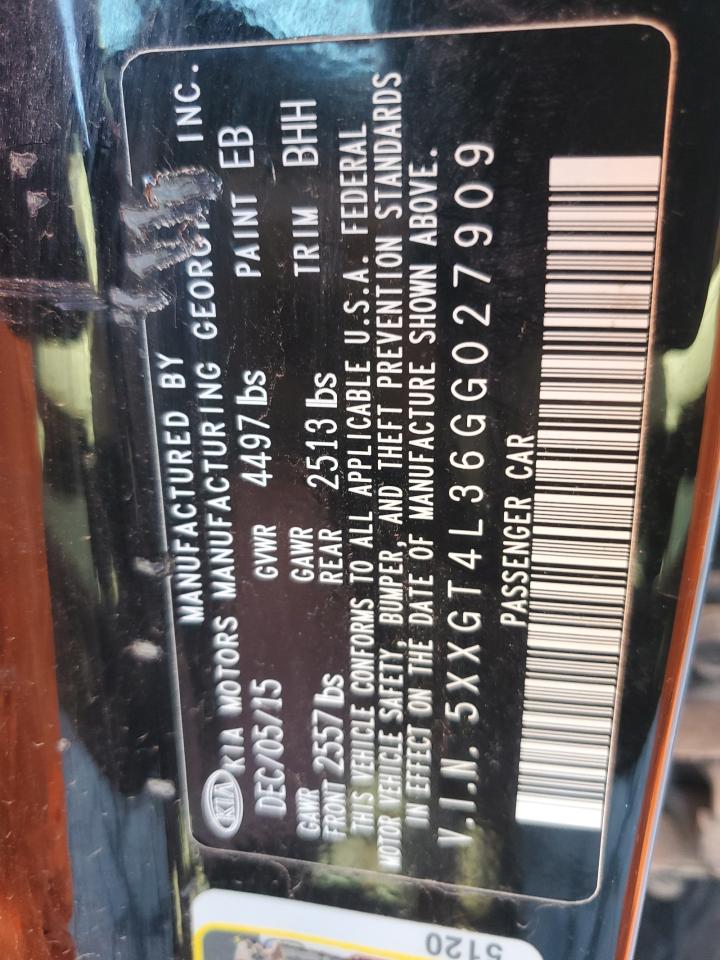 MANUFACTURED BY
KIA KIA MOTORS MANUFACTURING INC.
DEC/05/15 GVWR 4497 lbs PAINT EB
GAWR GAWR
FRONT 2557 lbs REAR 2513 lbs TRIM BHH
THIS VEHICLE CONFORMS TO ALL APPLICABLE U.S.A. FEDERAL
MOTOR VEHICLE SAFETY, BUMPER, AND THEFT PREVENTION STANDARDS
IN EFFECT ON THE DATE OF MANUFACTURE SHOWN ABOVE.
V.I.N. 5XXGT4L36GG027909
PASSENGER CAR
5120